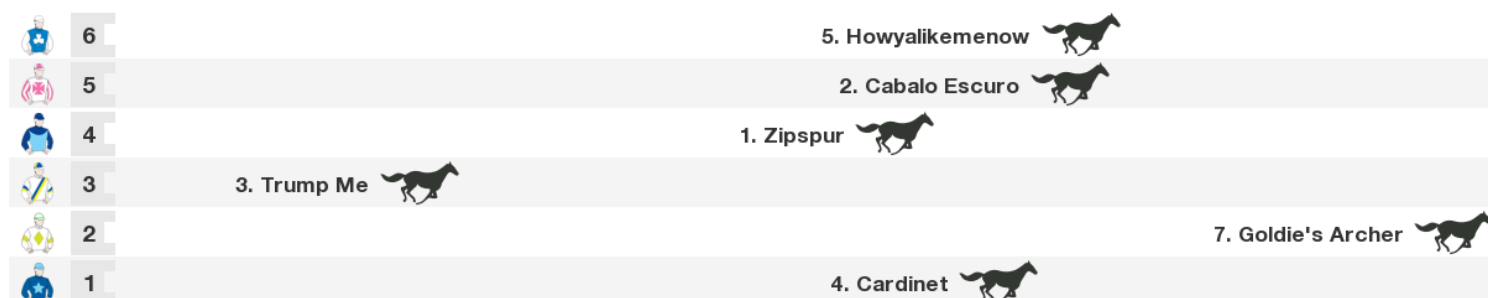 6 5. Howyalikemenow
5 2. Cabalo Escuro
4 1. Zipspur
3 3. Trump Me
2 7. Goldie's Archer
1 4. Cardinet